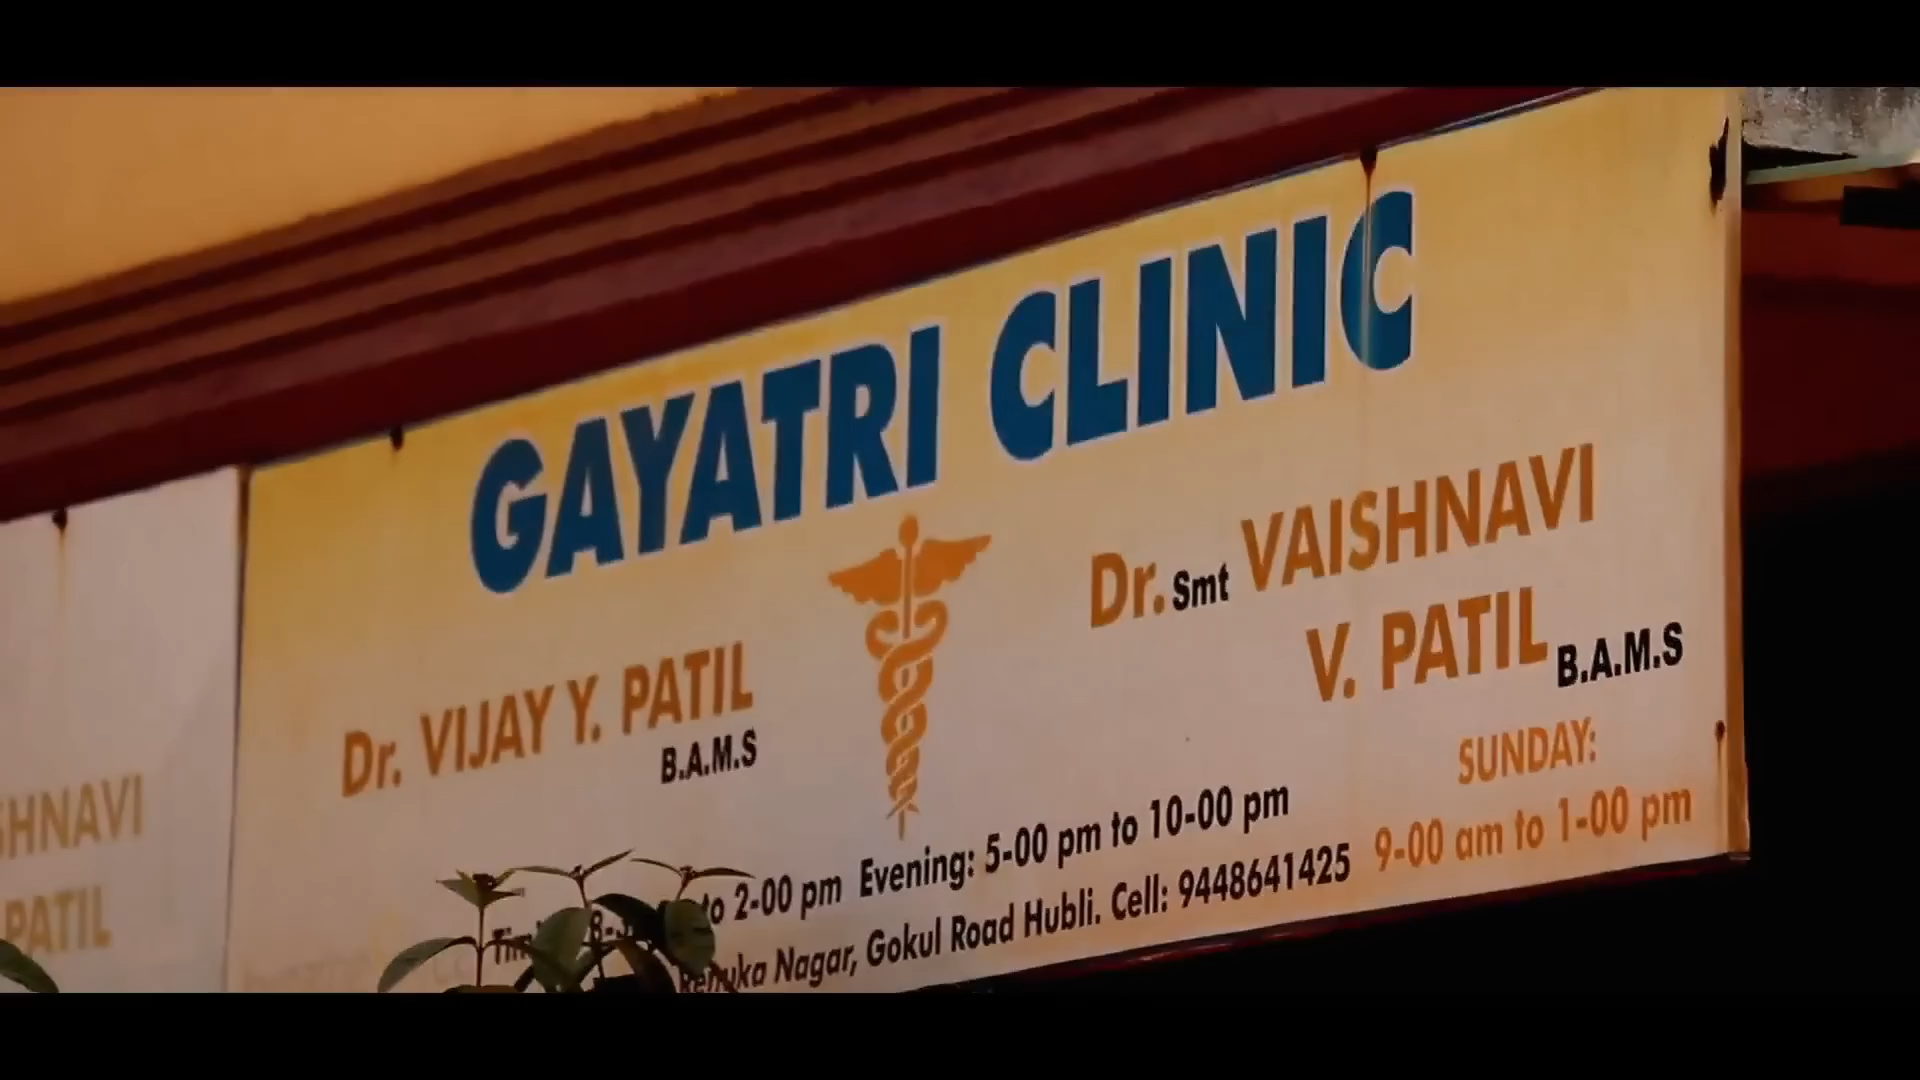 GAYATRI CLINIC
Dr. VIJAY Y. PATIL
B.A.M.S
Dr. Smt VAISHNAVI
V. PATIL B.A.M.S
to 2-00 pm Evening: 5-00 pm to 10-00 pm
Renuka Nagar, Gokul Road Hubli. Cell: 9448641425
SUNDAY:
9-00 am to 1-00 pm
SHNAVI
PATIL